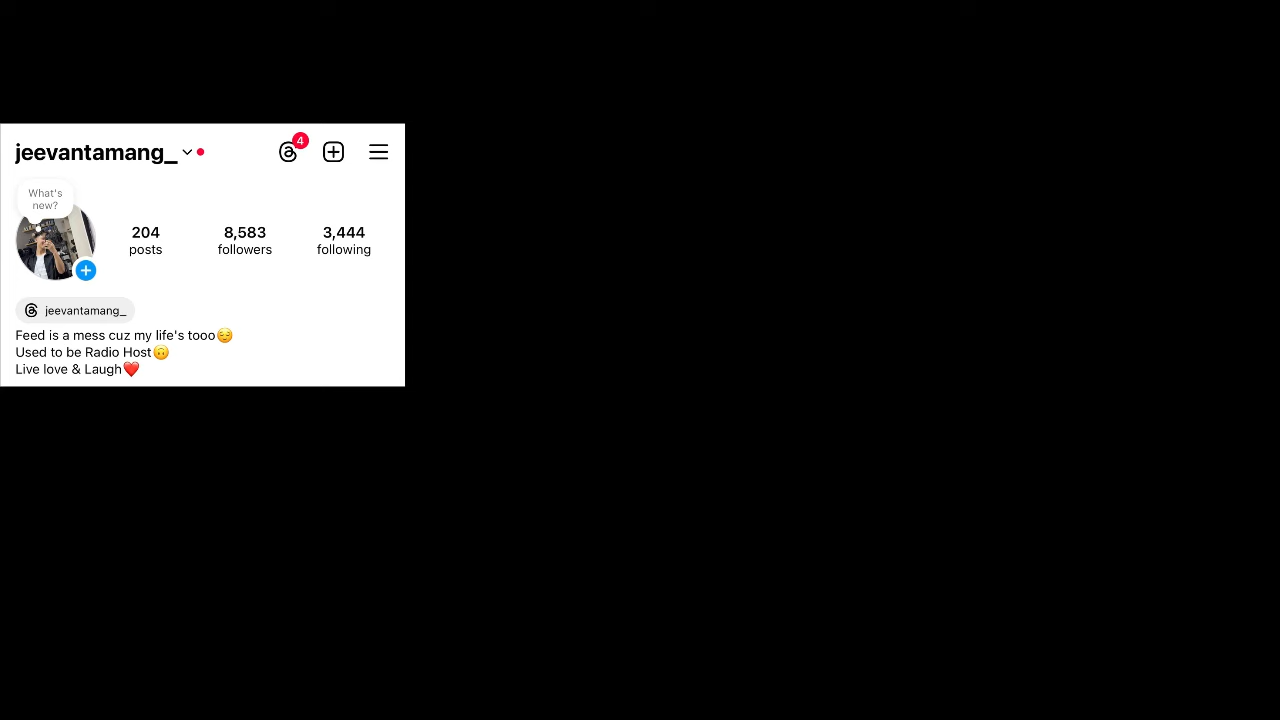 jeevantamang_
4
What's
new?
204
posts
8,583
followers
3,444
following
jeevantamang_
Feed is a mess cuz my life's tooo😌
Used to be Radio Host🙃
Live love & Laugh❤️